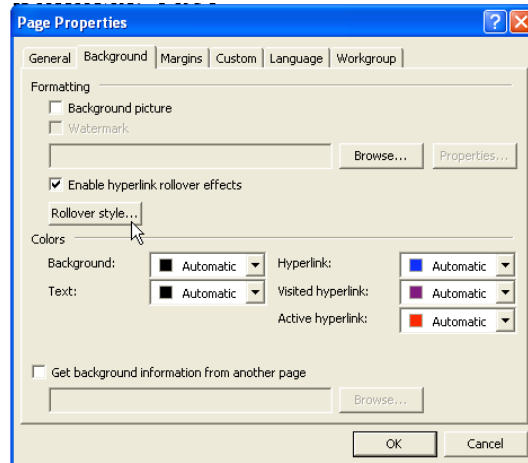 Page Properties
General Background Margins Custom Language Workgroup
Formatting
Background picture
Watermark
Browse... Properties...
Enable hyperlink rollover effects
Rollover style...
Colors
Background: Automatic Hyperlink: Automatic
Text: Automatic Visited hyperlink: Automatic
Active hyperlink: Automatic
Get background information from another page
Browse...
OK Cancel